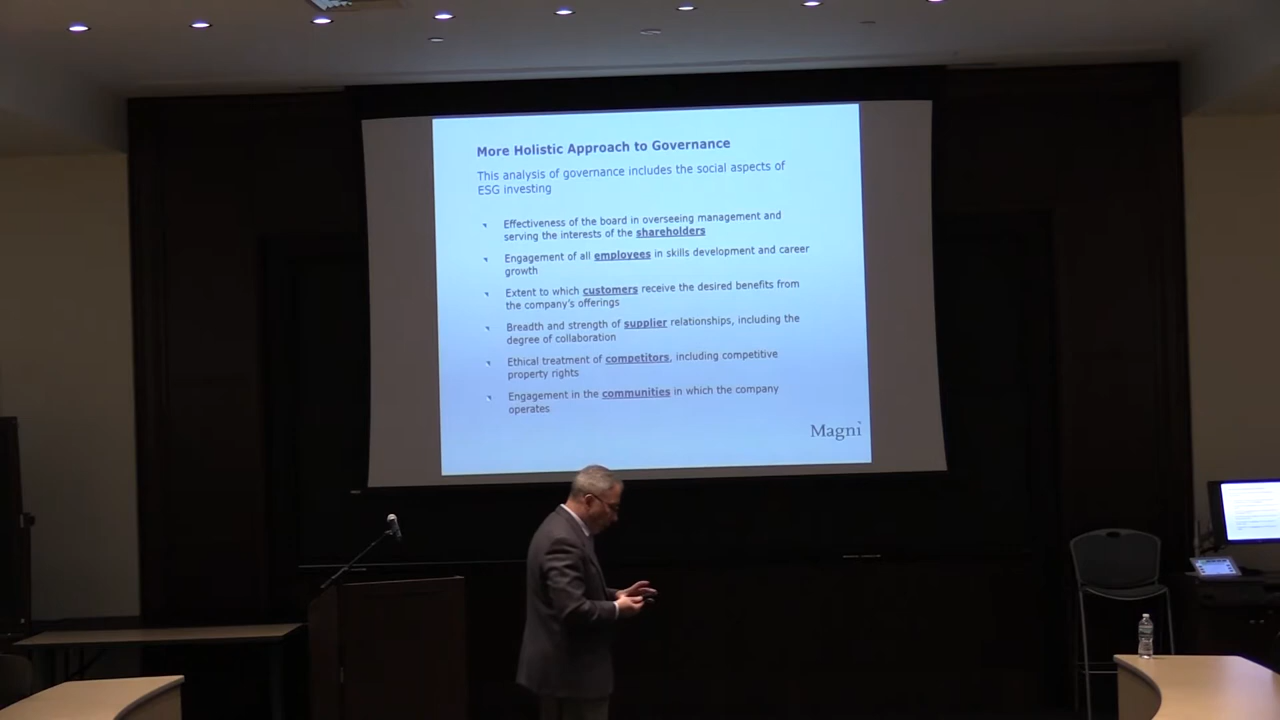 More Holistic Approach to Governance
This analysis of governance includes the social aspects of
ESG investing
Effectiveness of the board in overseeing management and
serving the interests of the shareholders
Engagement of all employees in skills development and career
growth
Extent to which customers receive the desired benefits from
the company's offerings
Breadth and strength of supplier relationships, including the
degree of collaboration
Ethical treatment of competitors, including competitive
property rights
Engagement in the communities in which the company
operates
Magni